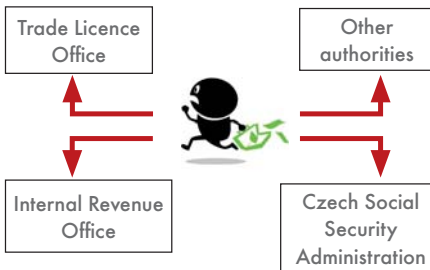 Trade Licence
Office
Other
authorities
Internal Revenue
Office
Czech Social
Security
Administration